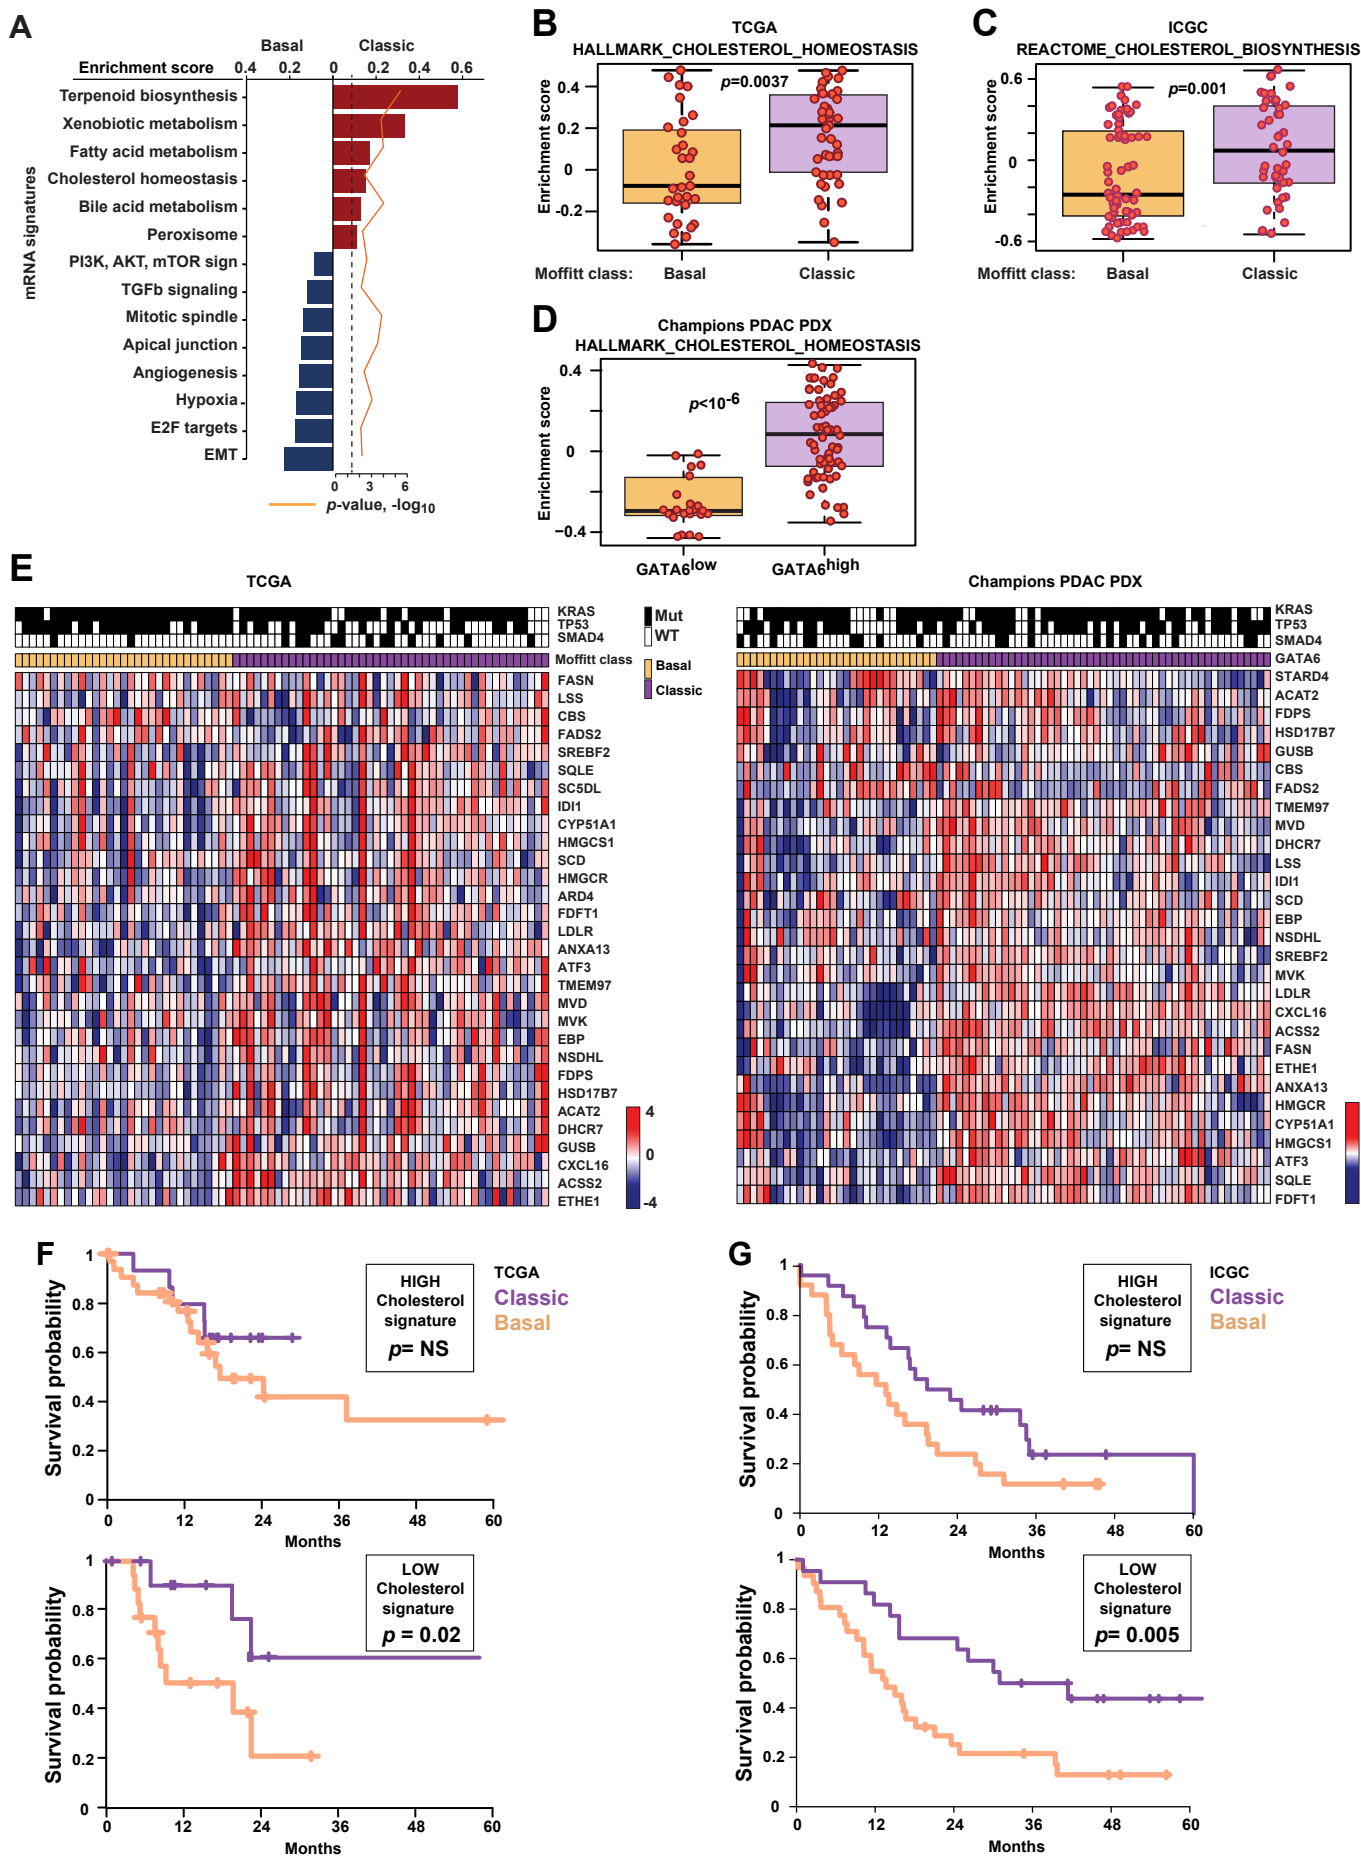 A
Basal
Classic
Enrichment score
0.4
0.2
0
0.2
0.4
0.6
mRNA signatures
Terpenoid biosynthesis
Xenobiotic metabolism
Fatty acid metabolism
Cholesterol homeostasis
Bile acid metabolism
Peroxisome
PI3K, AKT, mTOR sign
TGFb signaling
Mitotic spindle
Apical junction
Angiogenesis
Hypoxia
E2F targets
EMT
0
3
6
p-value, -log10
B
TCGA
HALLMARK_CHOLESTEROL_HOMEOSTASIS
Enrichment score
0.4
0.2
0
-0.2
p=0.0037
Moffitt class:
Basal
Classic
C
ICGC
REACTOME_CHOLESTEROL_BIOSYNTHESIS
Enrichment score
0.6
0
-0.6
p=0.001
Moffitt class:
Basal
Classic
D
Champions PDAC PDX
HALLMARK_CHOLESTEROL_HOMEOSTASIS
Enrichment score
0.4
0
−0.4
p<10-6
GATA6low
GATA6high
E
TCGA
KRAS
TP53
SMAD4
Moffitt class
FASN
LSS
CBS
FADS2
SREBF2
SQLE
SC5DL
IDI1
CYP51A1
HMGCS1
SCD
HMGCR
ARD4
FDFT1
LDLR
ANXA13
ATF3
TMEM97
MVD
MVK
EBP
NSDHL
FDPS
HSD17B7
ACAT2
DHCR7
GUSB
CXCL16
ACSS2
ETHE1
Mut
WT
Basal
Classic
4
0
-4
Champions PDAC PDX
KRAS
TP53
SMAD4
GATA6
STARD4
ACAT2
FDPS
HSD17B7
GUSB
CBS
FADS2
TMEM97
MVD
DHCR7
LSS
IDI1
SCD
EBP
NSDHL
SREBF2
MVK
LDLR
CXCL16
ACSS2
FASN
ETHE1
ANXA13
HMGCR
CYP51A1
HMGCS1
ATF3
SQLE
FDFT1
F
Survival probability
1
0.8
0.6
0.4
0.2
0
0
12
24
36
48
60
Months
HIGH
Cholesterol
signature
p= NS
TCGA
Classic
Basal
Survival probability
1
0.8
0.6
0.4
0.2
0
0
12
24
36
48
60
Months
LOW
Cholesterol
signature
p = 0.02
G
Survival probability
1
0.8
0.6
0.4
0.2
0
0
12
24
36
48
60
Months
HIGH
Cholesterol
signature
p= NS
ICGC
Classic
Basal
Survival probability
1
0.8
0.6
0.4
0.2
0
0
12
24
36
48
60
Months
LOW
Cholesterol
signature
p= 0.005